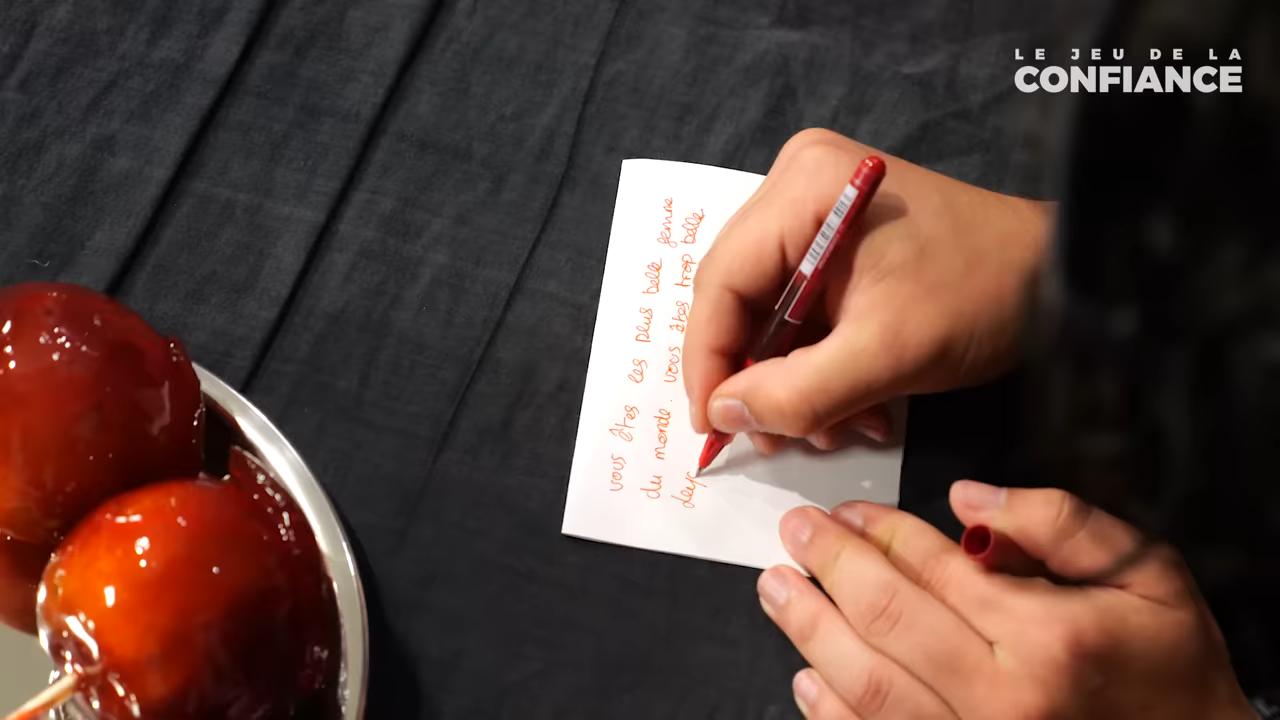 LE JEU DE LA
CONFIANCE
vous êtes les plus belle femme
du monde. vous êtes trop belle